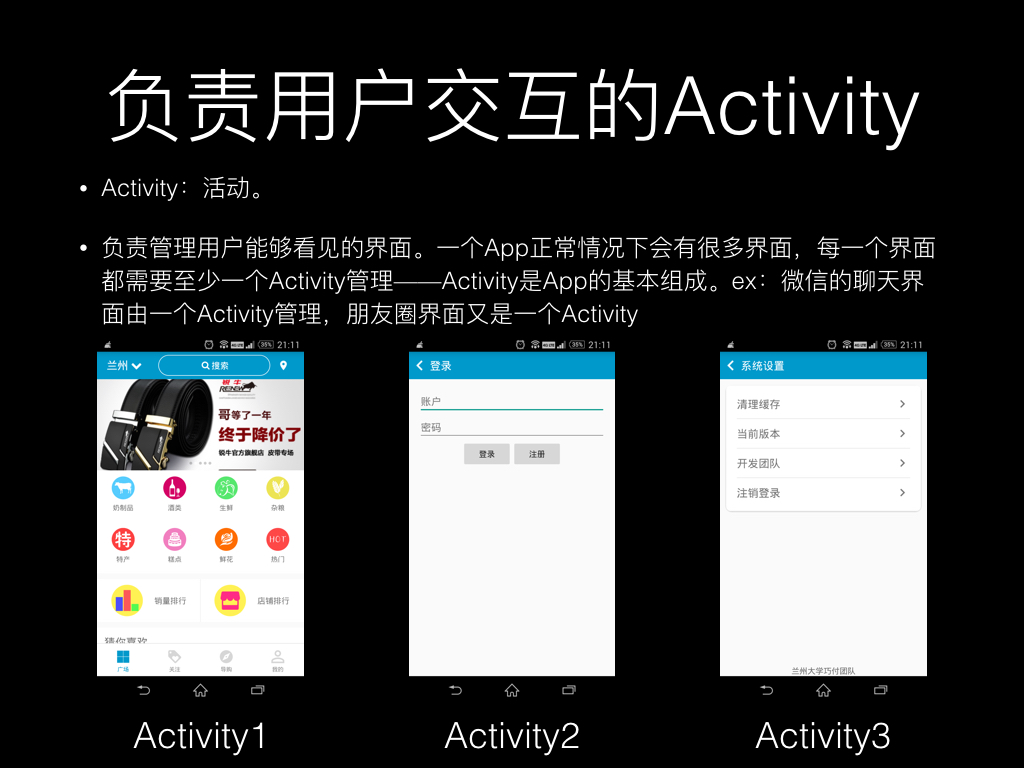 负责用户交互的Activity
• Activity：活动。
• 负责管理用户能够看见的界面。一个App正常情况下会有很多界面，每一个界面
都需要至少一个Activity管理——Activity是App的基本组成。ex：微信的聊天界
面由一个Activity管理，朋友圈界面又是一个Activity
35% 21:11
兰州 搜索
锐牛
哥等了一年
终于降价了
锐牛官方旗舰店 皮带专场
奶制品 酒类 生鲜 杂粮
特
HOT
特产 糕点 鲜花 热门
销量排行 店铺排行
猜你喜欢
广场 关注 导购 我的
Activity1
35% 21:11
登录
账户
密码
登录 注册
Activity2
35% 21:11
系统设置
清理缓存
当前版本
开发团队
注销登录
兰州大学巧付团队
Activity3